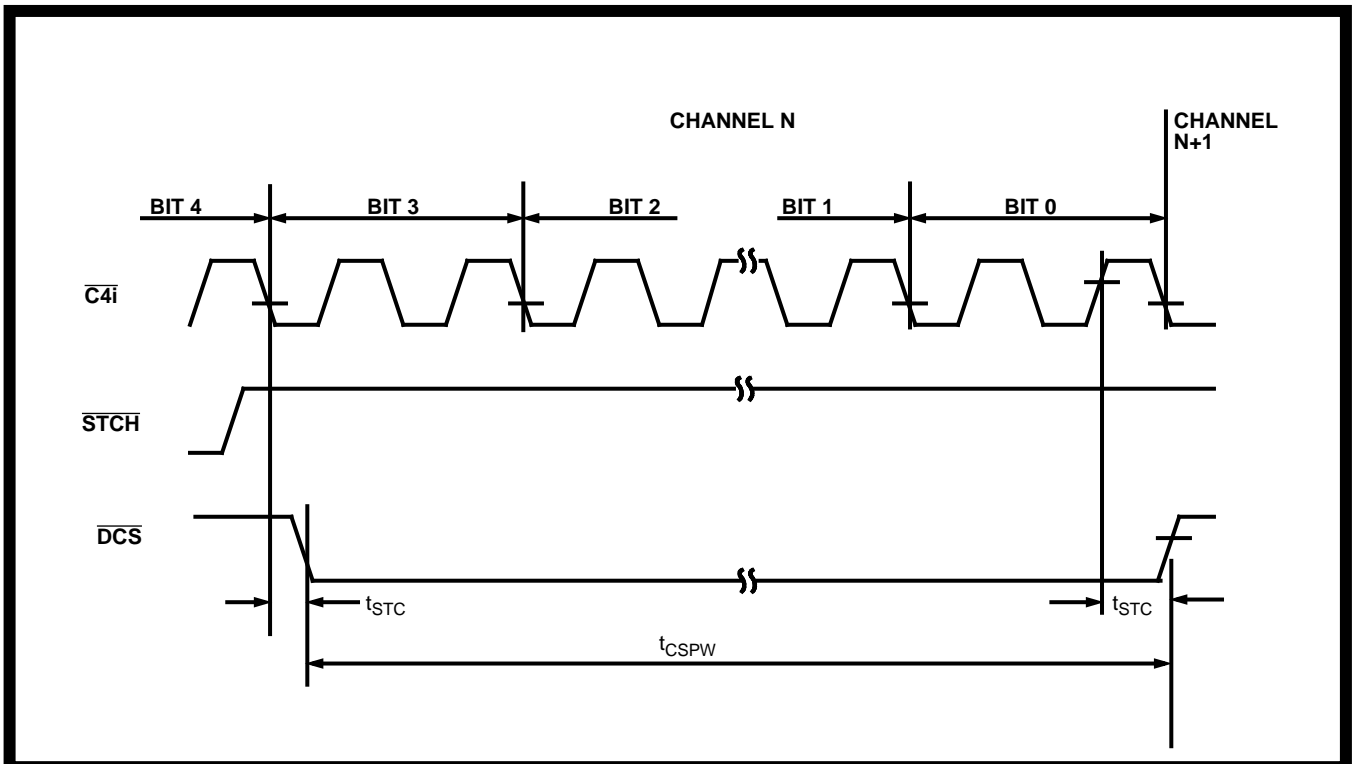 CHANNEL N
CHANNEL
N+1
BIT 4
BIT 3
BIT 2
BIT 1
BIT 0
C4i
STCH
DCS
tSTC
tSTC
tCSPW